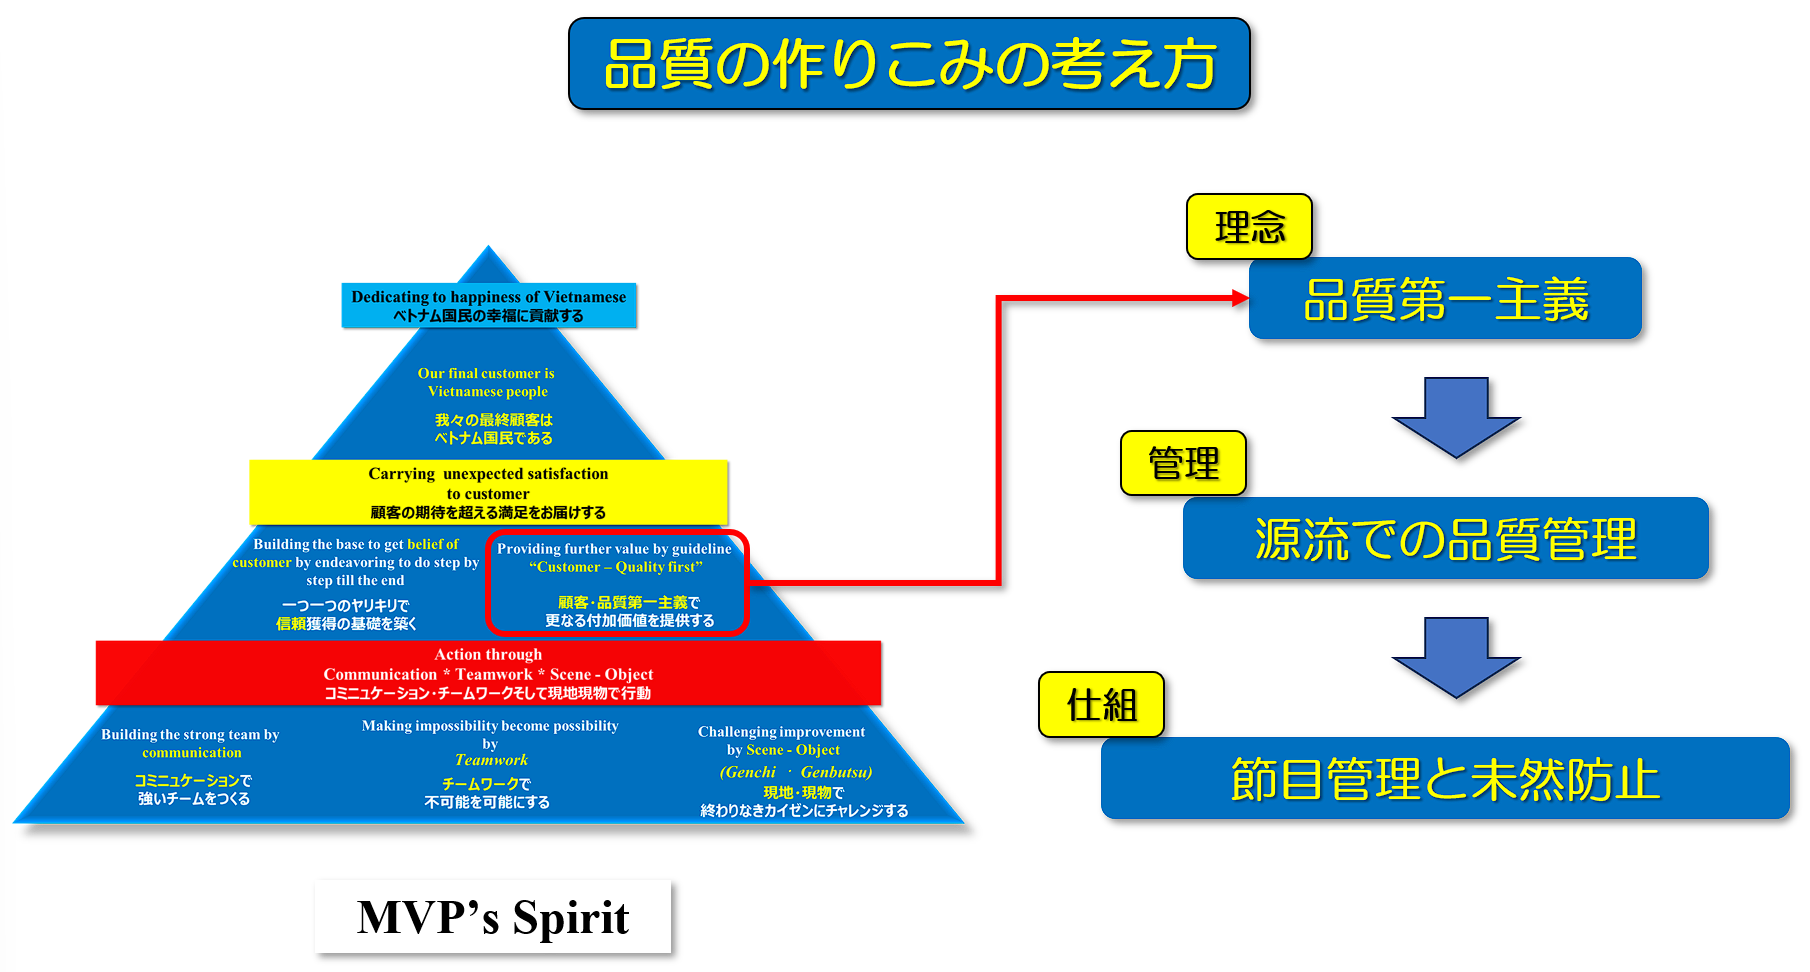 品質の作りこみの考え方
Dedicating to happiness of Vietnamese
ベトナム国民の幸福に貢献する
Our final customer is
Vietnamese people
我々の最終顧客は
ベトナム国民である
Carrying unexpected satisfaction
to customer
顧客の期待を超える満足をお届けする
Building the base to get belief of
customer by endeavoring to do step by
step till the end
一つ一つのヤリキリで
信頼獲得の基礎を築く
Providing further value by guideline
“Customer – Quality first”
顧客・品質第一主義で
更なる付加価値を提供する
Action through
Communication * Teamwork * Scene - Object
コミニュケーション・チームワークそして現地現物で行動
Building the strong team by
communication
コミニュケーションで
強いチームをつくる
Making impossibility become possibility
by
Teamwork
チームワークで
不可能を可能にする
Challenging improvement
by Scene - Object
(Genchi ・ Genbutsu)
現地・現物で
終わりなきカイゼンにチャレンジする
MVP’s Spirit
理念
品質第一主義
管理
源流での品質管理
仕組
節目管理と未然防止